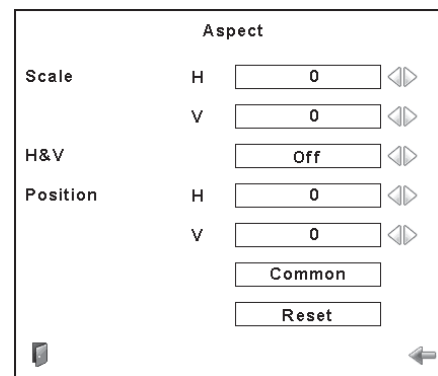 Aspect
Scale H 0
V 0
H&V Off
Position H 0
V 0
Common
Reset